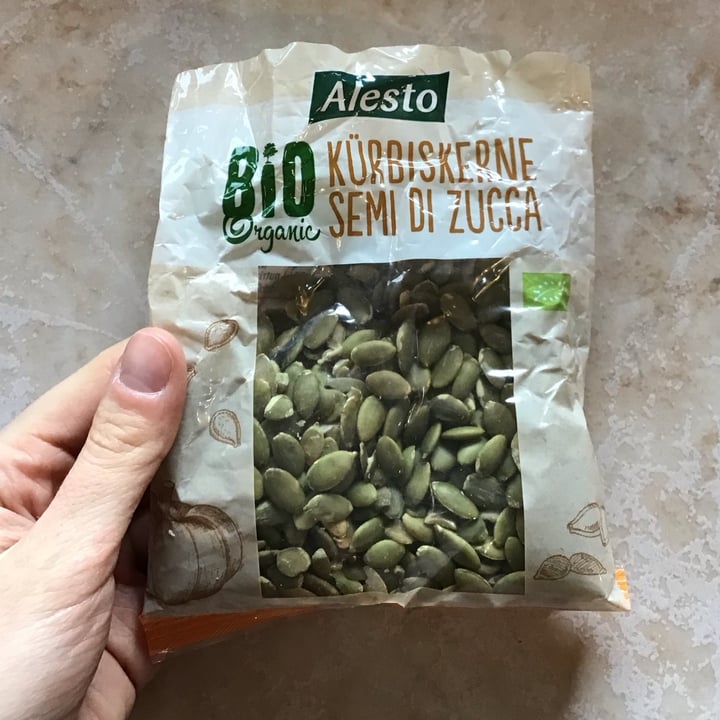 Alesto
BIO
Organic
KÜRBISKERNE
SEMI DI ZUCCA